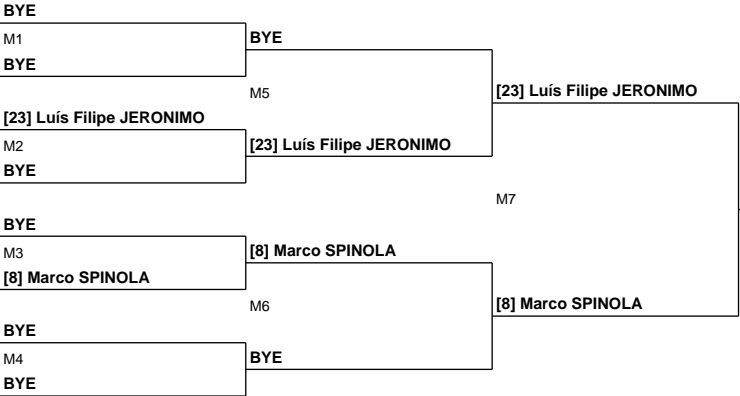 BYE
M1
BYE
BYE
M5
[23] Luís Filipe JERONIMO
[23] Luís Filipe JERONIMO
M2
[23] Luís Filipe JERONIMO
BYE
M7
BYE
M3
[8] Marco SPINOLA
[8] Marco SPINOLA
M6
[8] Marco SPINOLA
BYE
M4
BYE
BYE